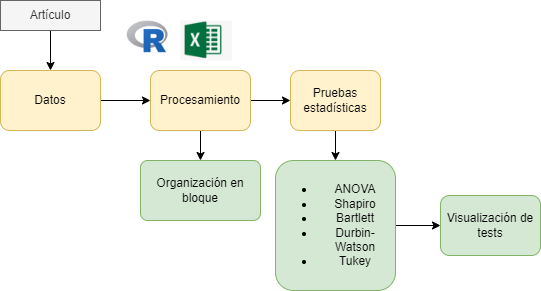 Artículo
R
X
Datos
Procesamiento
Pruebas
estadísticas
Organización en
bloque
• ANOVA
• Shapiro
• Bartlett
• Durbin-
Watson
• Tukey
Visualización de
tests